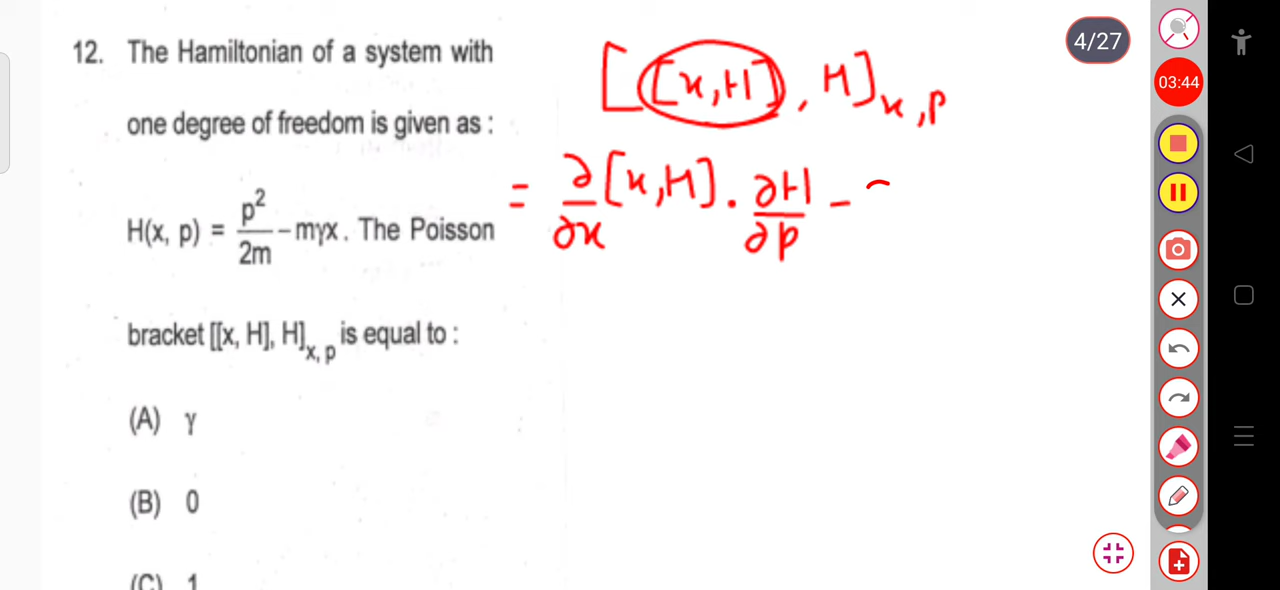 12. The Hamiltonian of a system with
one degree of freedom is given as :
H(x, p) = p²/2m − mγx. The Poisson
bracket [[x, H], H]x, p is equal to :
(A) γ
(B) 0
(C) 1
[[x,H], H]x,p
= ∂/∂x [x,H] . ∂H/∂p −
4/27
03:44